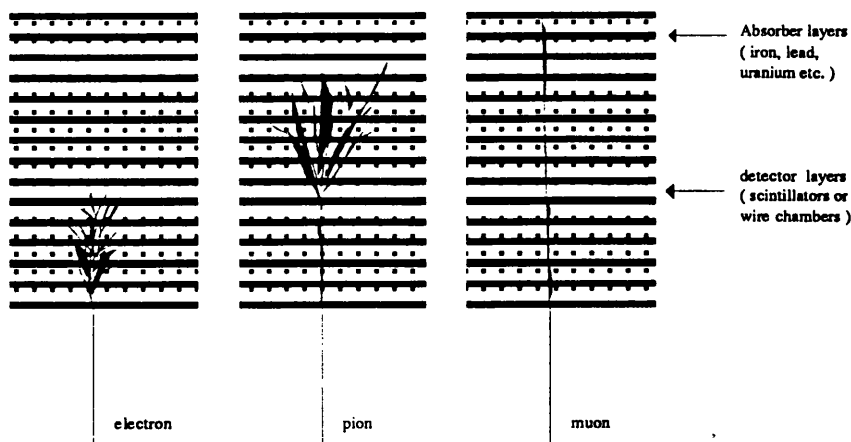 Absorber layers
( iron, lead,
uranium etc. )
detector layers
( scintillators or
wire chambers )
electron
pion
muon